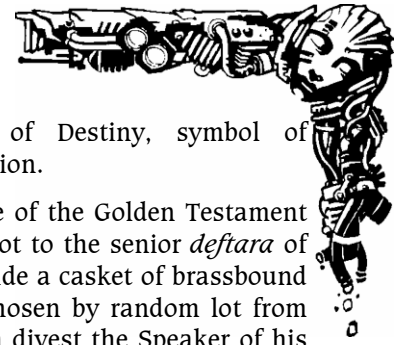 of Destiny, symbol of
ion.
e of the Golden Testament
ot to the senior deftara of
de a casket of brassbound
hosen by random lot from
divest the Speaker of his